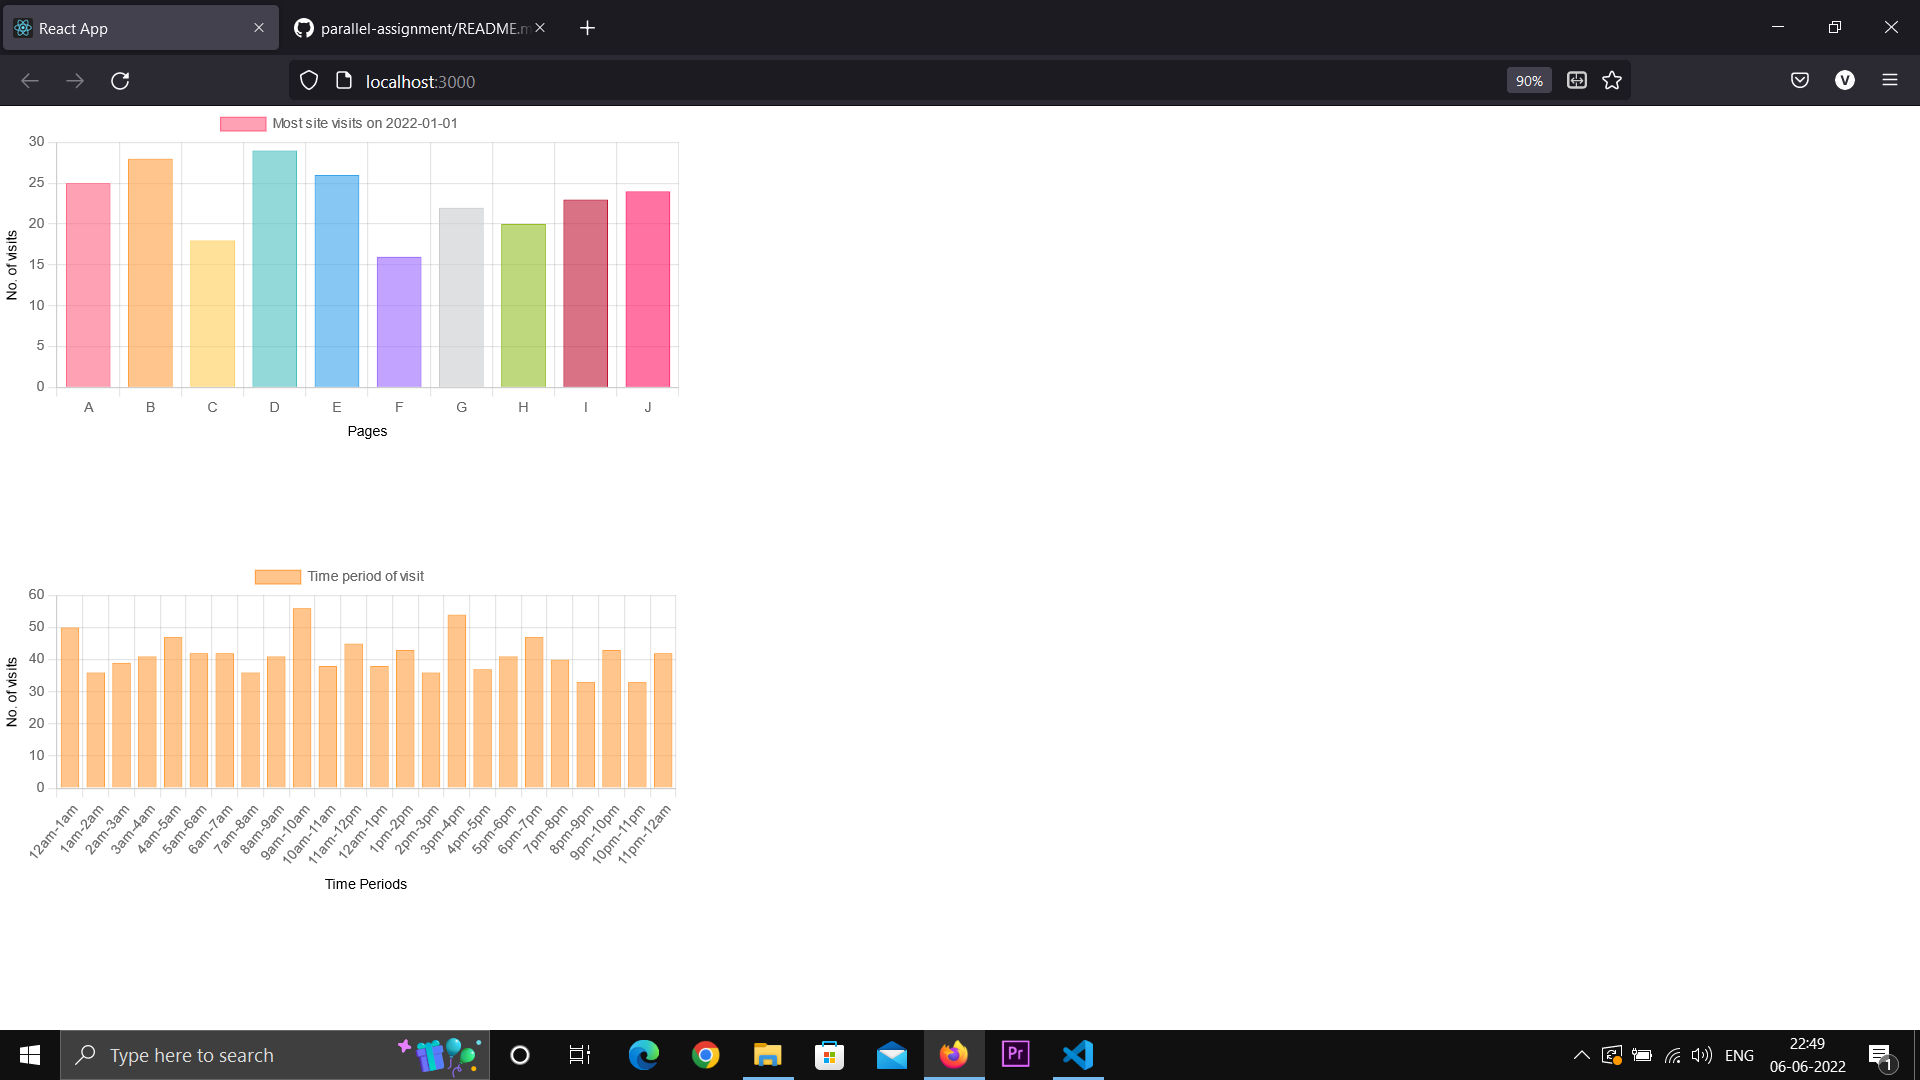 React App
parallel-assignment/README.m
localhost:3000
90%
V
Most site visits on 2022-01-01
30
25
20
15
10
5
0
No. of visits
A B C D E F G H I J
Pages
Time period of visit
60
50
40
30
20
10
0
No. of visits
12am-1am 1am-2am 2am-3am 3am-4am 4am-5am 5am-6am 6am-7am 7am-8am 8am-9am 9am-10am 10am-11am 11am-12pm 12am-1pm 1pm-2pm 2pm-3pm 3pm-4pm 4pm-5pm 5pm-6pm 6pm-7pm 7pm-8pm 8pm-9pm 9pm-10pm 10pm-11pm 11pm-12am
Time Periods
Type here to search
Pr
ENG
22:49
06-06-2022
1